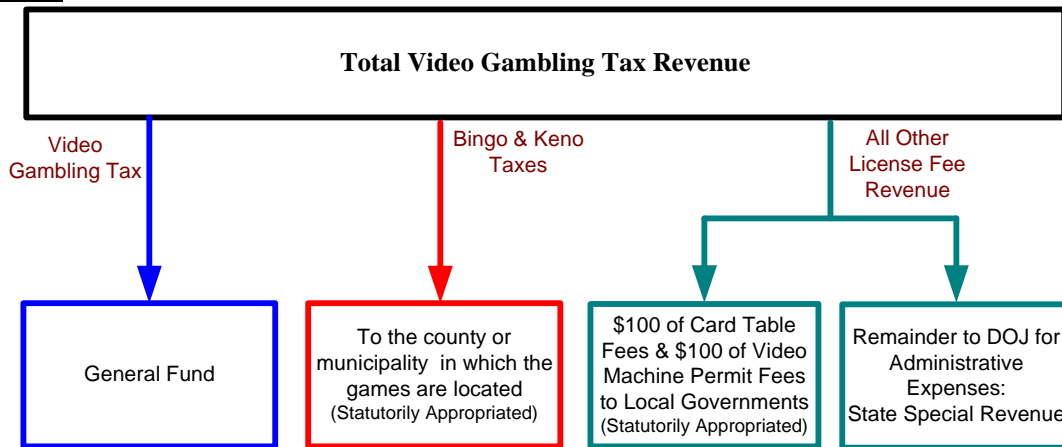 Total Video Gambling Tax Revenue
Video
Gambling Tax
Bingo & Keno
Taxes
All Other
License Fee
Revenue
General Fund
To the county or
municipality in which the
games are located
(Statutorily Appropriated)
$100 of Card Table
Fees & $100 of Video
Machine Permit Fees
to Local Governments
(Statutorily Appropriated)
Remainder to DOJ for
Administrative
Expenses:
State Special Revenue